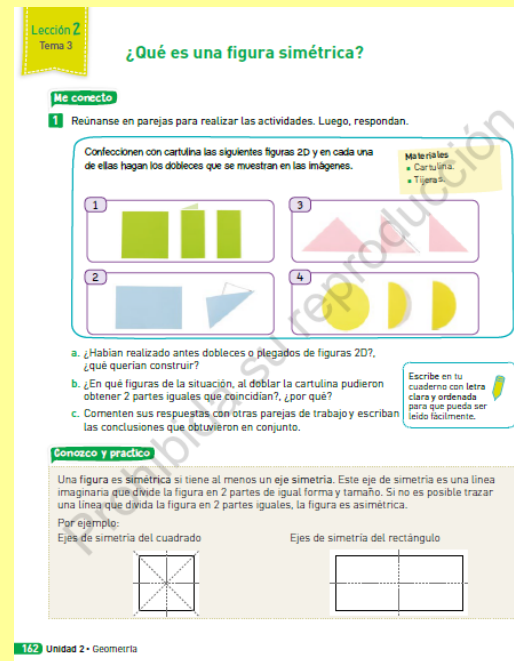 Lección 2
Tema 3
¿Qué es una figura simétrica?
Me conecto
1 Reúnanse en parejas para realizar las actividades. Luego, respondan.
Confeccionen con cartulina las siguientes figuras 2D y en cada una
de ellas hagan los dobleces que se muestran en las imágenes.
Materiales
• Cartulina.
• Tijeras.
1
3
2
4
a. ¿Habían realizado antes dobleces o plegados de figuras 2D?,
¿qué querían construir?
b. ¿En qué figuras de la situación, al doblar la cartulina pudieron
obtener 2 partes iguales que coincidían?, ¿por qué?
c. Comenten sus respuestas con otras parejas de trabajo y escriban
las conclusiones que obtuvieron en conjunto.
Escribe en tu
cuaderno con letra
clara y ordenada
para que pueda ser
leído fácilmente.
Conozco y practico
Una figura es simétrica si tiene al menos un eje simetría. Este eje de simetría es una línea
imaginaria que divide la figura en 2 partes de igual forma y tamaño. Si no es posible trazar
una línea que divida la figura en 2 partes iguales, la figura es asimétrica.
Por ejemplo:
Ejes de simetría del cuadrado
Ejes de simetría del rectángulo
162 Unidad 2 • Geometría
Prohibida su reproducción